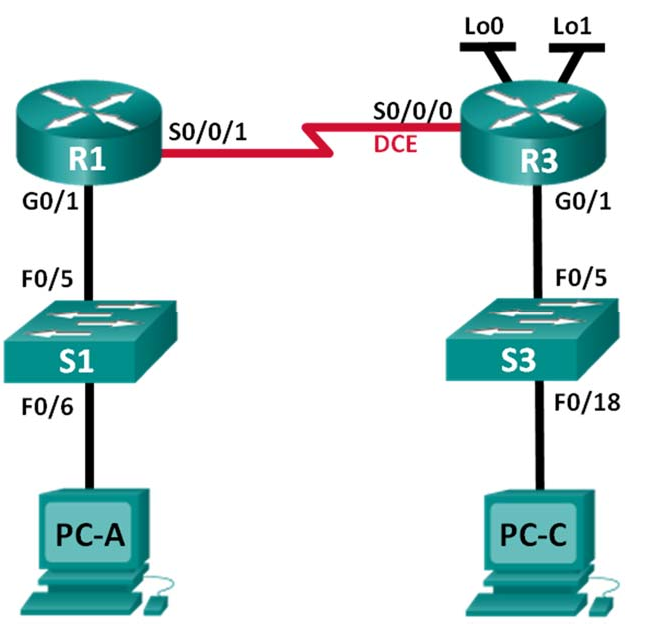 Lo0 Lo1
S0/0/1 S0/0/0
DCE
R1 R3
G0/1 G0/1
F0/5 F0/5
S1 S3
F0/6 F0/18
PC-A PC-C